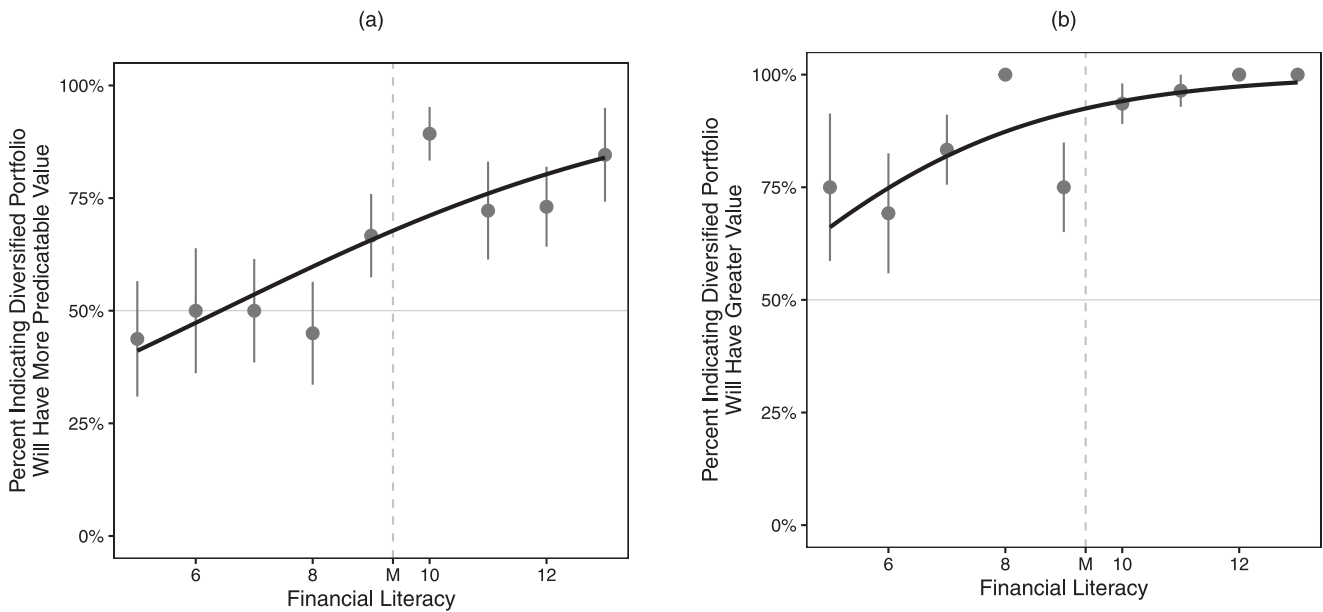 (a)
Percent Indicating Diversified Portfolio
Will Have More Predicatable Value
100%
75%
50%
25%
0%
6 8 M 10 12
Financial Literacy
(b)
Percent Indicating Diversified Portfolio
Will Have Greater Value
100%
75%
50%
25%
0%
6 8 M 10 12
Financial Literacy